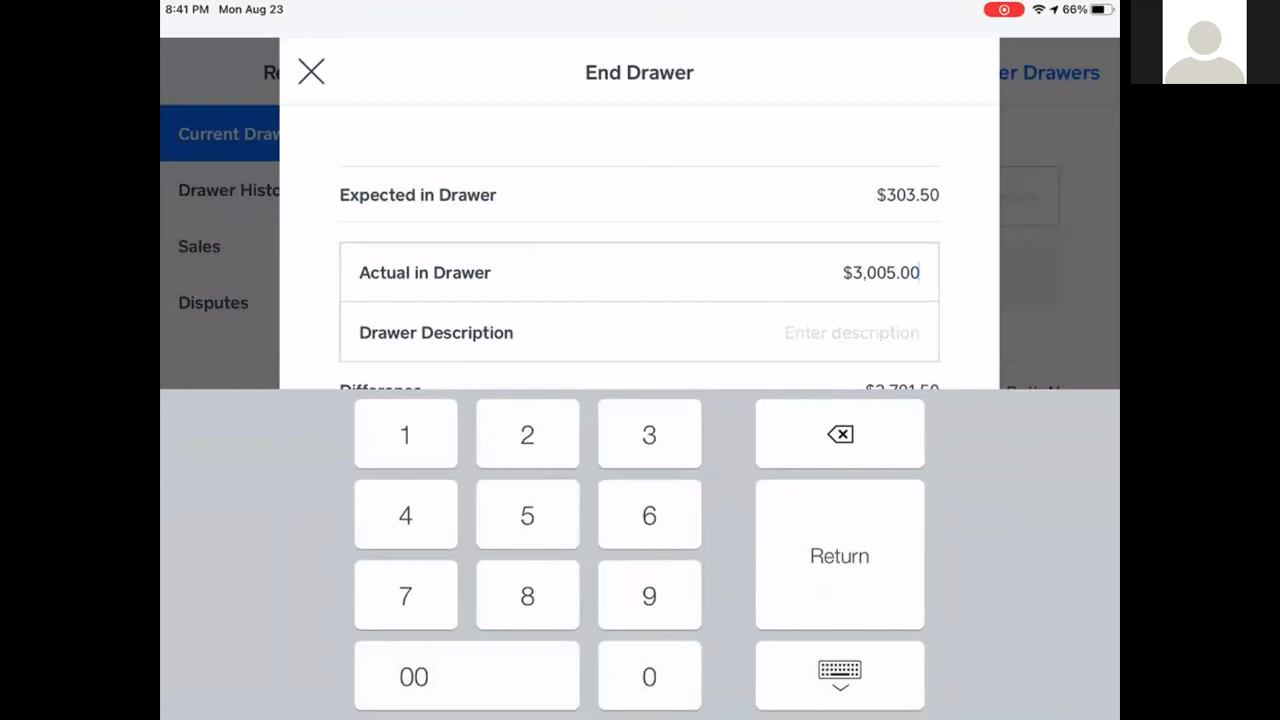 8:41 PM Mon Aug 23
66%
End Drawer
er Drawers
Current Draw
Drawer Histo
Sales
Disputes
Expected in Drawer $303.50
Actual in Drawer $3,005.00
Drawer Description Enter description
Difference
1 2 3
4 5 6
Return
7 8 9
00 0